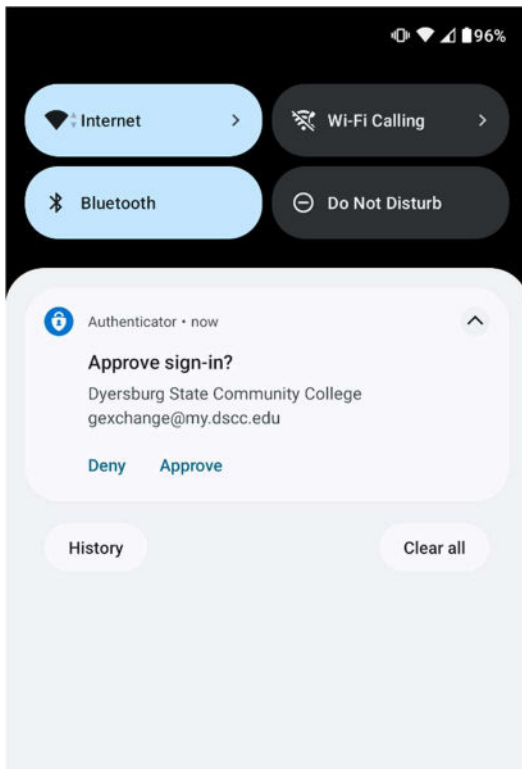 96%
Internet
Wi-Fi Calling
Bluetooth
Do Not Disturb
Authenticator • now
Approve sign-in?
Dyersburg State Community College
gexchange@my.dscc.edu
Deny Approve
History Clear all